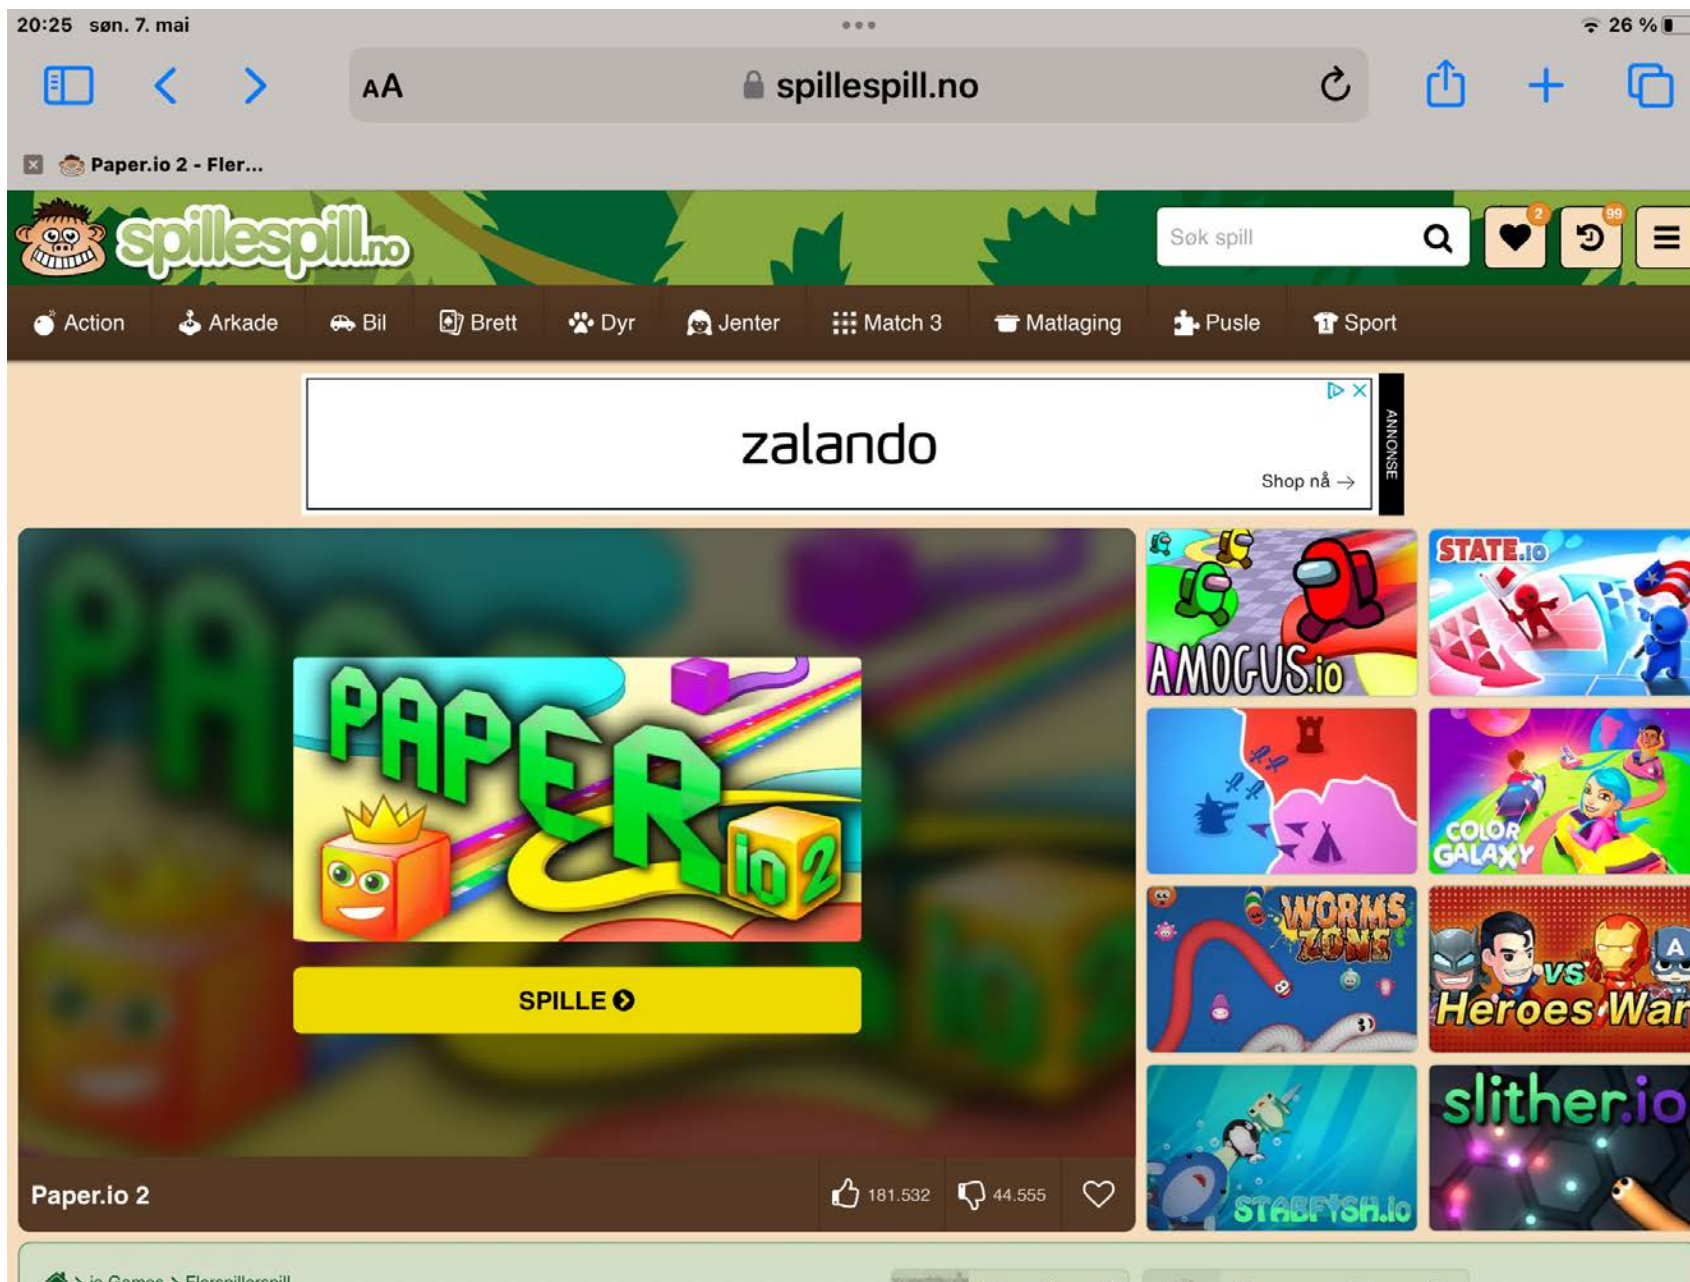 20:25 søn. 7. mai
26 %
AA
spillespill.no
Paper.io 2 - Fler...
spillespill.no
Søk spill
2
99
Action
Arkade
Bil
Brett
Dyr
Jenter
Match 3
Matlaging
Pusle
Sport
zalando
Shop nå →
ANNONSE
PAPER
io 2
SPILLE
AMOGUS.io
STATE.io
COLOR
GALAXY
WORMS
ZONE
A
VS
Heroes War
STABFISH.io
slither.io
Paper.io 2
181.532
44.555
io Games > Flerspillerspill